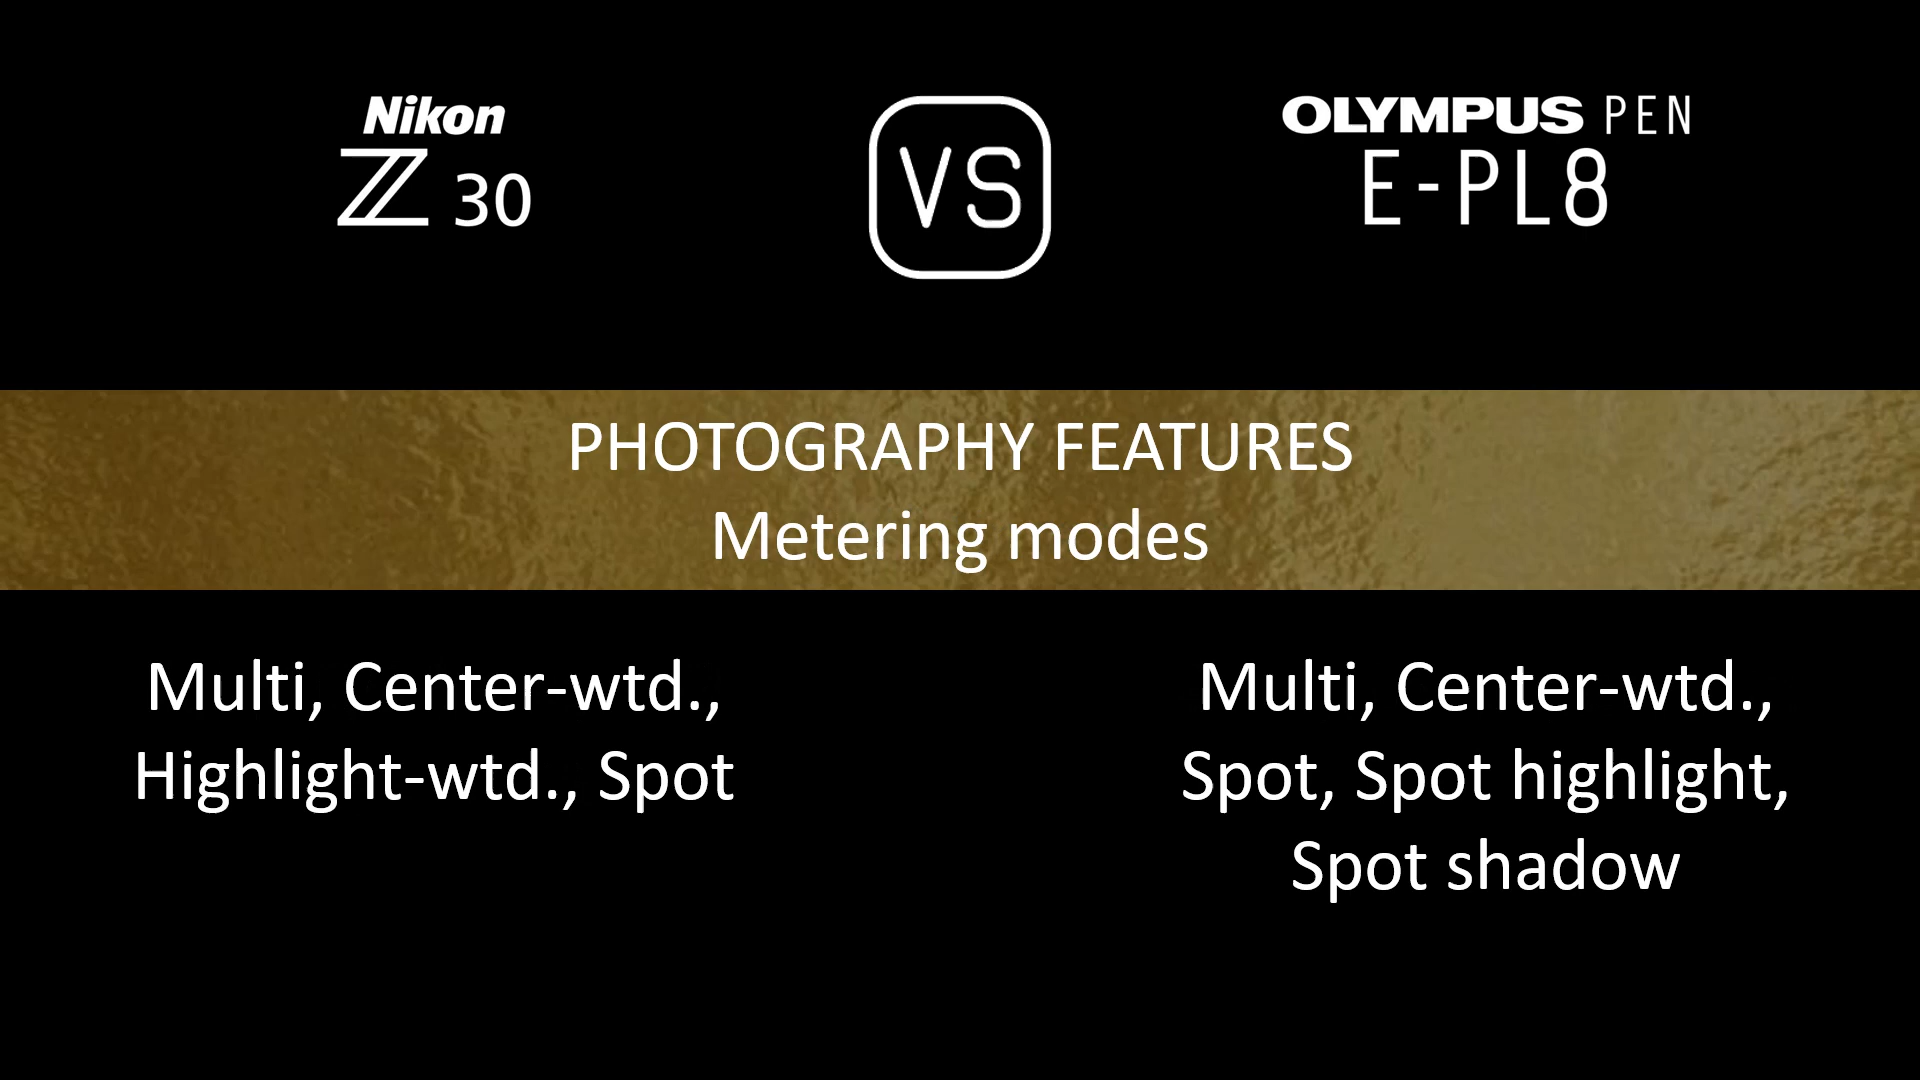 Nikon
Z 30
VS
OLYMPUS PEN
E-PL8
PHOTOGRAPHY FEATURES
Metering modes
Multi, Center-wtd.,
Highlight-wtd., Spot
Multi, Center-wtd.,
Spot, Spot highlight,
Spot shadow